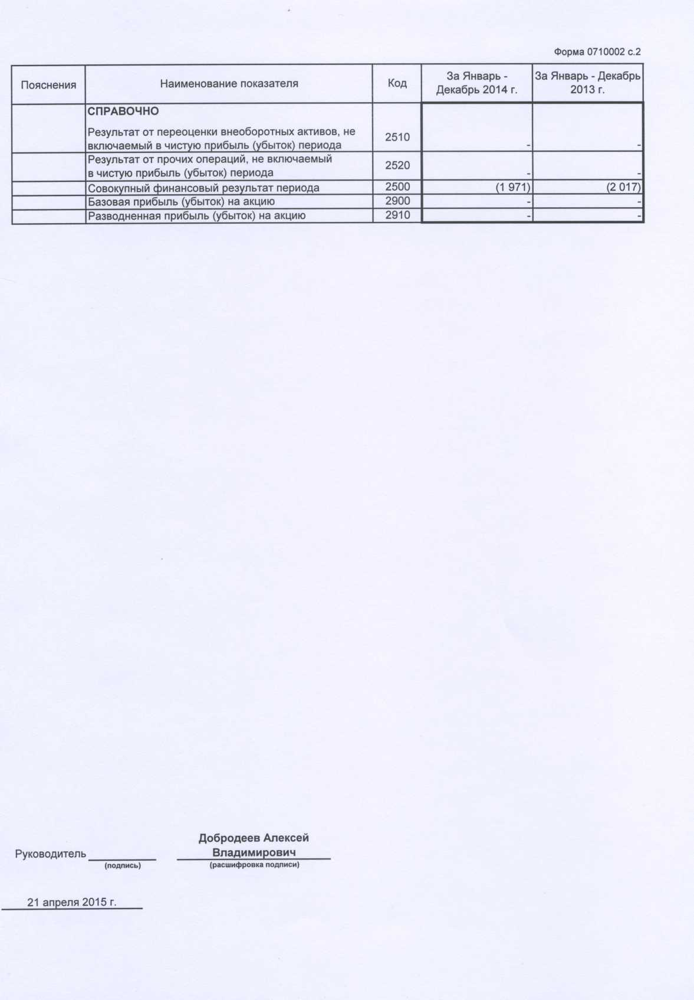 Форма 0710002 с.2
Пояснения
Наименование показателя
Код
За Январь -
Декабрь 2014 г.
За Январь - Декабрь
2013 г.
СПРАВОЧНО
Результат от переоценки внеоборотных активов, не
включаемый в чистую прибыль (убыток) периода
2510
-
-
Результат от прочих операций, не включаемый
в чистую прибыль (убыток) периода
2520
-
-
Совокупный финансовый результат периода
2500
(1 971)
(2 017)
Базовая прибыль (убыток) на акцию
2900
-
-
Разводненная прибыль (убыток) на акцию
2910
-
-
Добродеев Алексей
Руководитель
Владимирович
(подпись)
(расшифровка подписи)
21 апреля 2015 г.